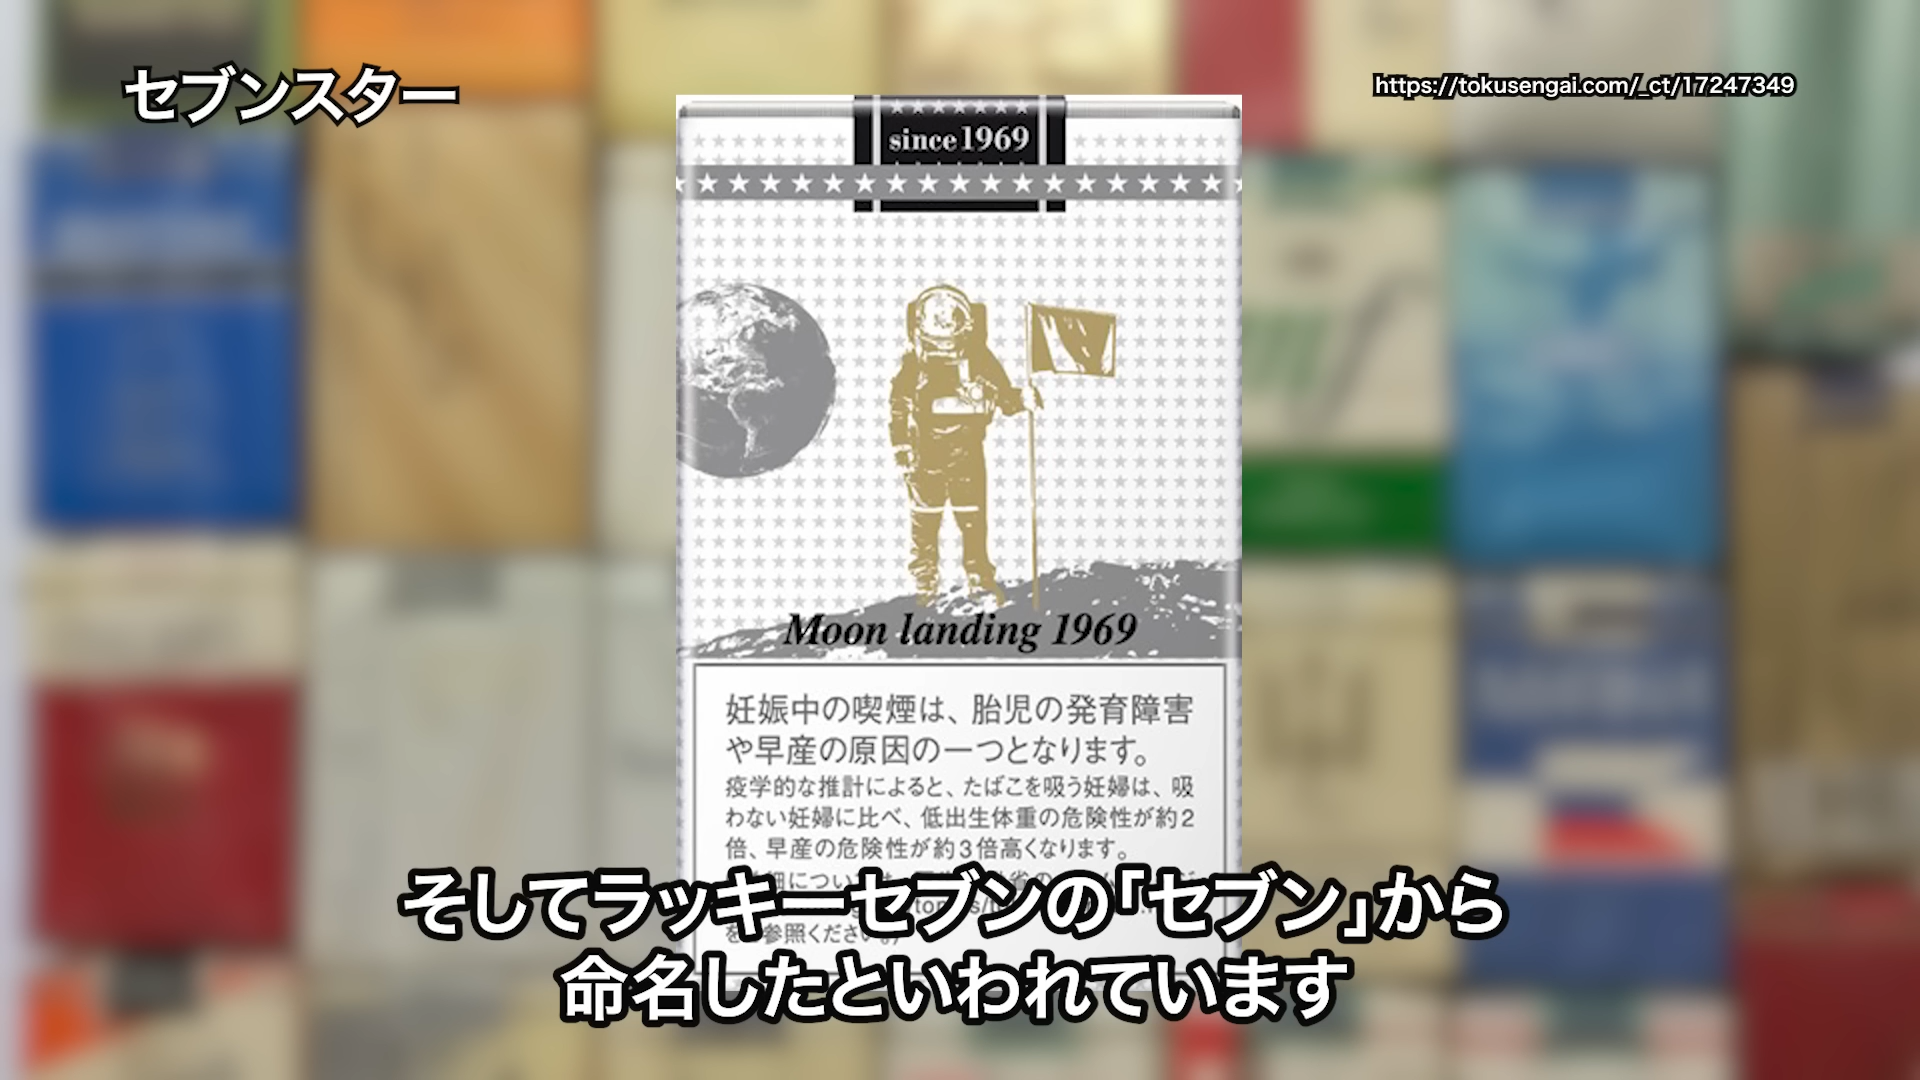 セブンスター
https://tokusengai.com/_ct/17247349
since 1969
Moon landing 1969
妊娠中の喫煙は、胎児の発育障害
や早産の原因の一つとなります。
疫学的な推計によると、たばこを吸う妊婦は、吸
わない妊婦に比べ、低出生体重の危険性が約2
倍、早産の危険性が約3倍高くなります。
そしてラッキーセブンの「セブン」から
命名したといわれています